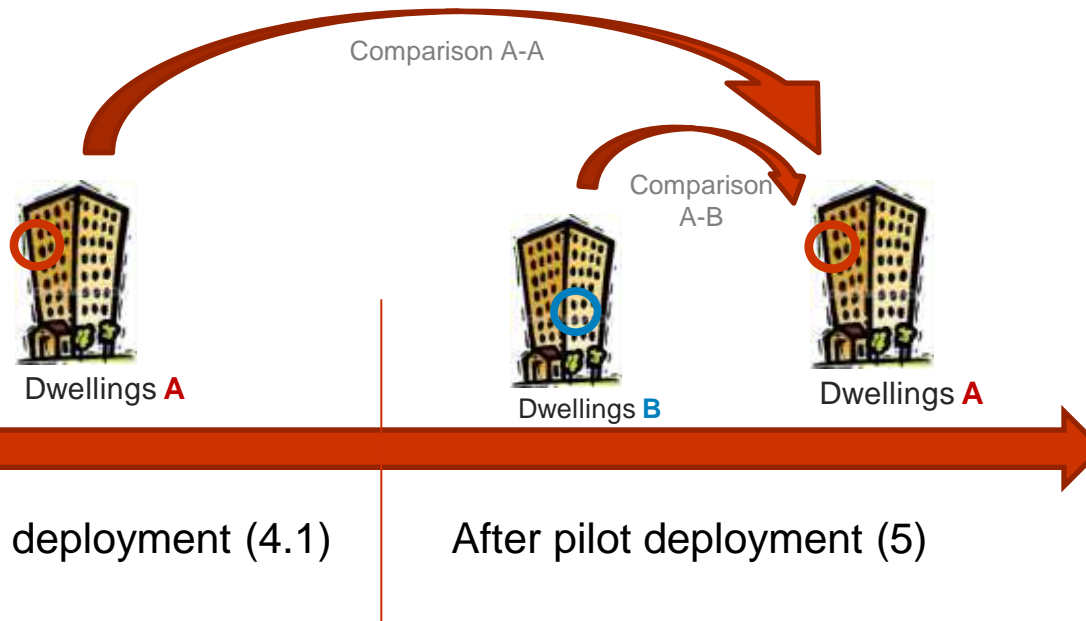 Comparison A-A
Comparison
A-B
Dwellings A
Dwellings B
Dwellings A
deployment (4.1)
After pilot deployment (5)